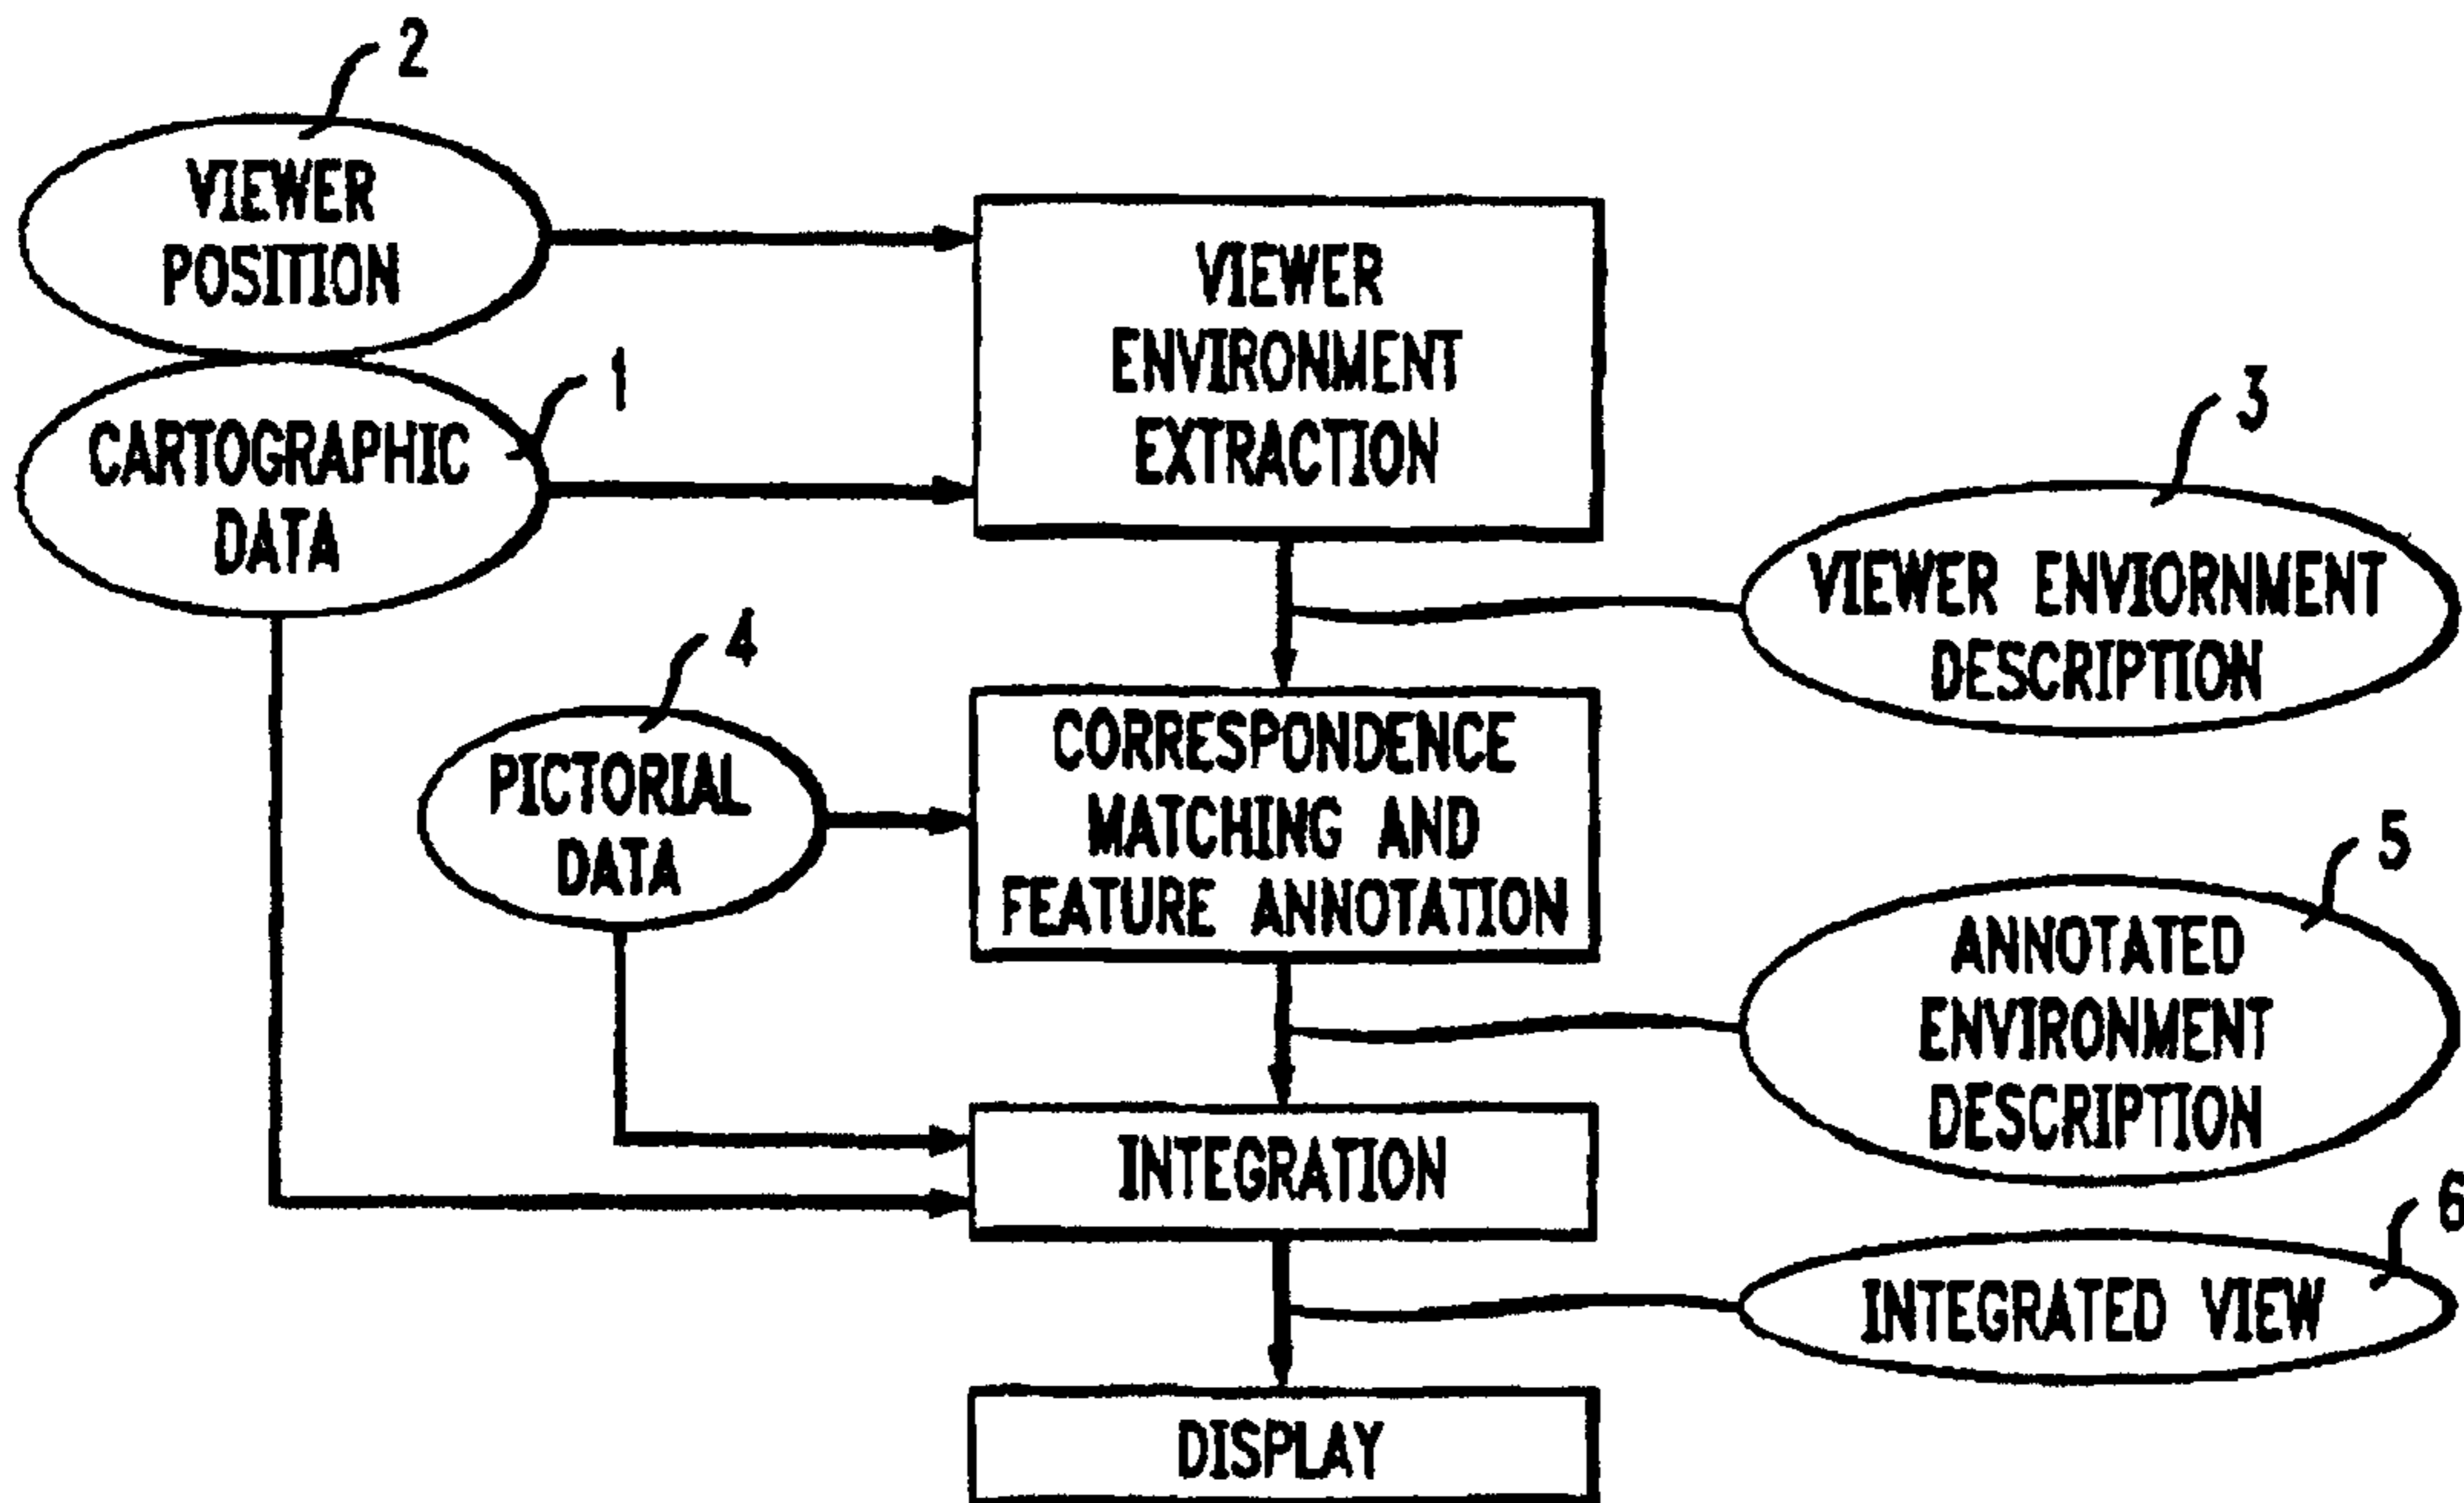 2
VIEWER
POSITION
1
CARTOGRAPHIC
DATA
VIEWER
ENVIRONMENT
EXTRACTION
3
VIEWER ENVIORNMENT
DESCRIPTION
4
PICTORIAL
DATA
CORRESPONDENCE
MATCHING AND
FEATURE ANNOTATION
5
ANNOTATED
ENVIRONMENT
DESCRIPTION
INTEGRATION
6
INTEGRATED VIEW
DISPLAY